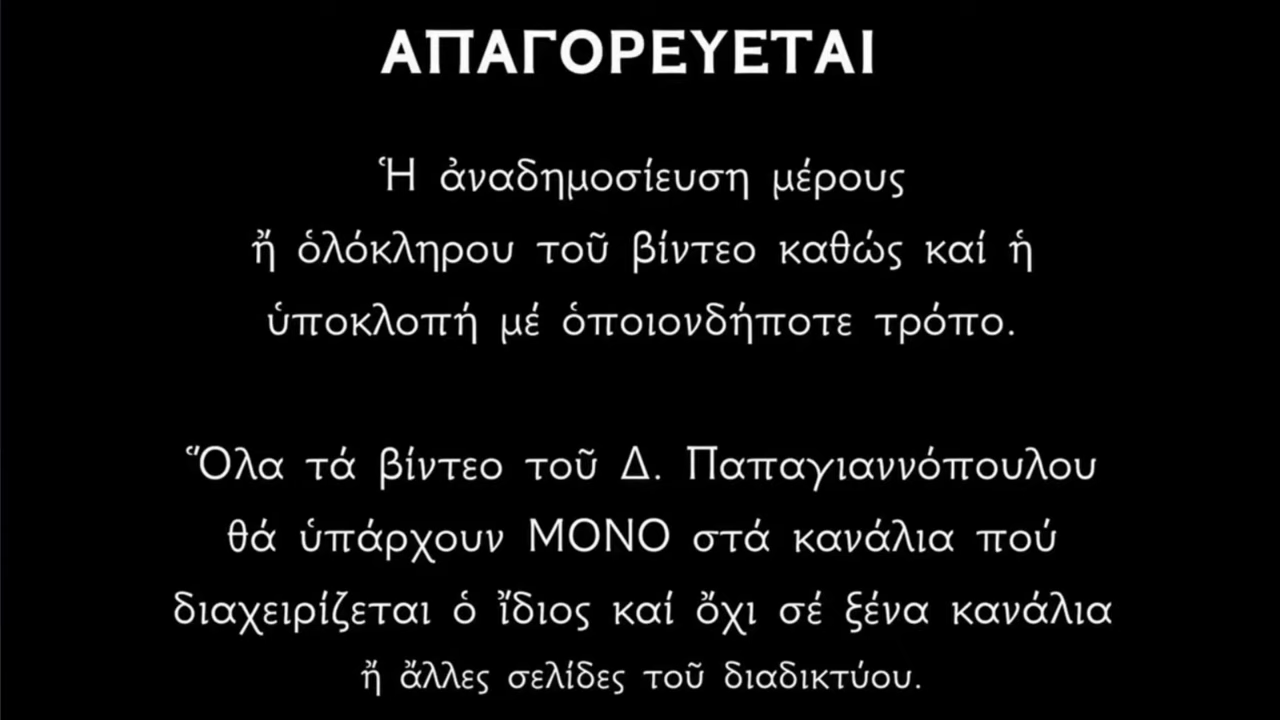 ΑΠΑΓΟΡΕΥΕΤΑΙ
Ἡ ἀναδημοσίευση μέρους
ἤ ὁλόκληρου τοῦ βίντεο καθώς καί ἡ
ὑποκλοπή μέ ὁποιονδήποτε τρόπο.
Ὅλα τά βίντεο τοῦ Δ. Παπαγιαννόπουλου
θά ὑπάρχουν ΜΟΝΟ στά κανάλια πού
διαχειρίζεται ὁ ἴδιος καί ὄχι σέ ξένα κανάλια
ἤ ἄλλες σελίδες τοῦ διαδικτύου.